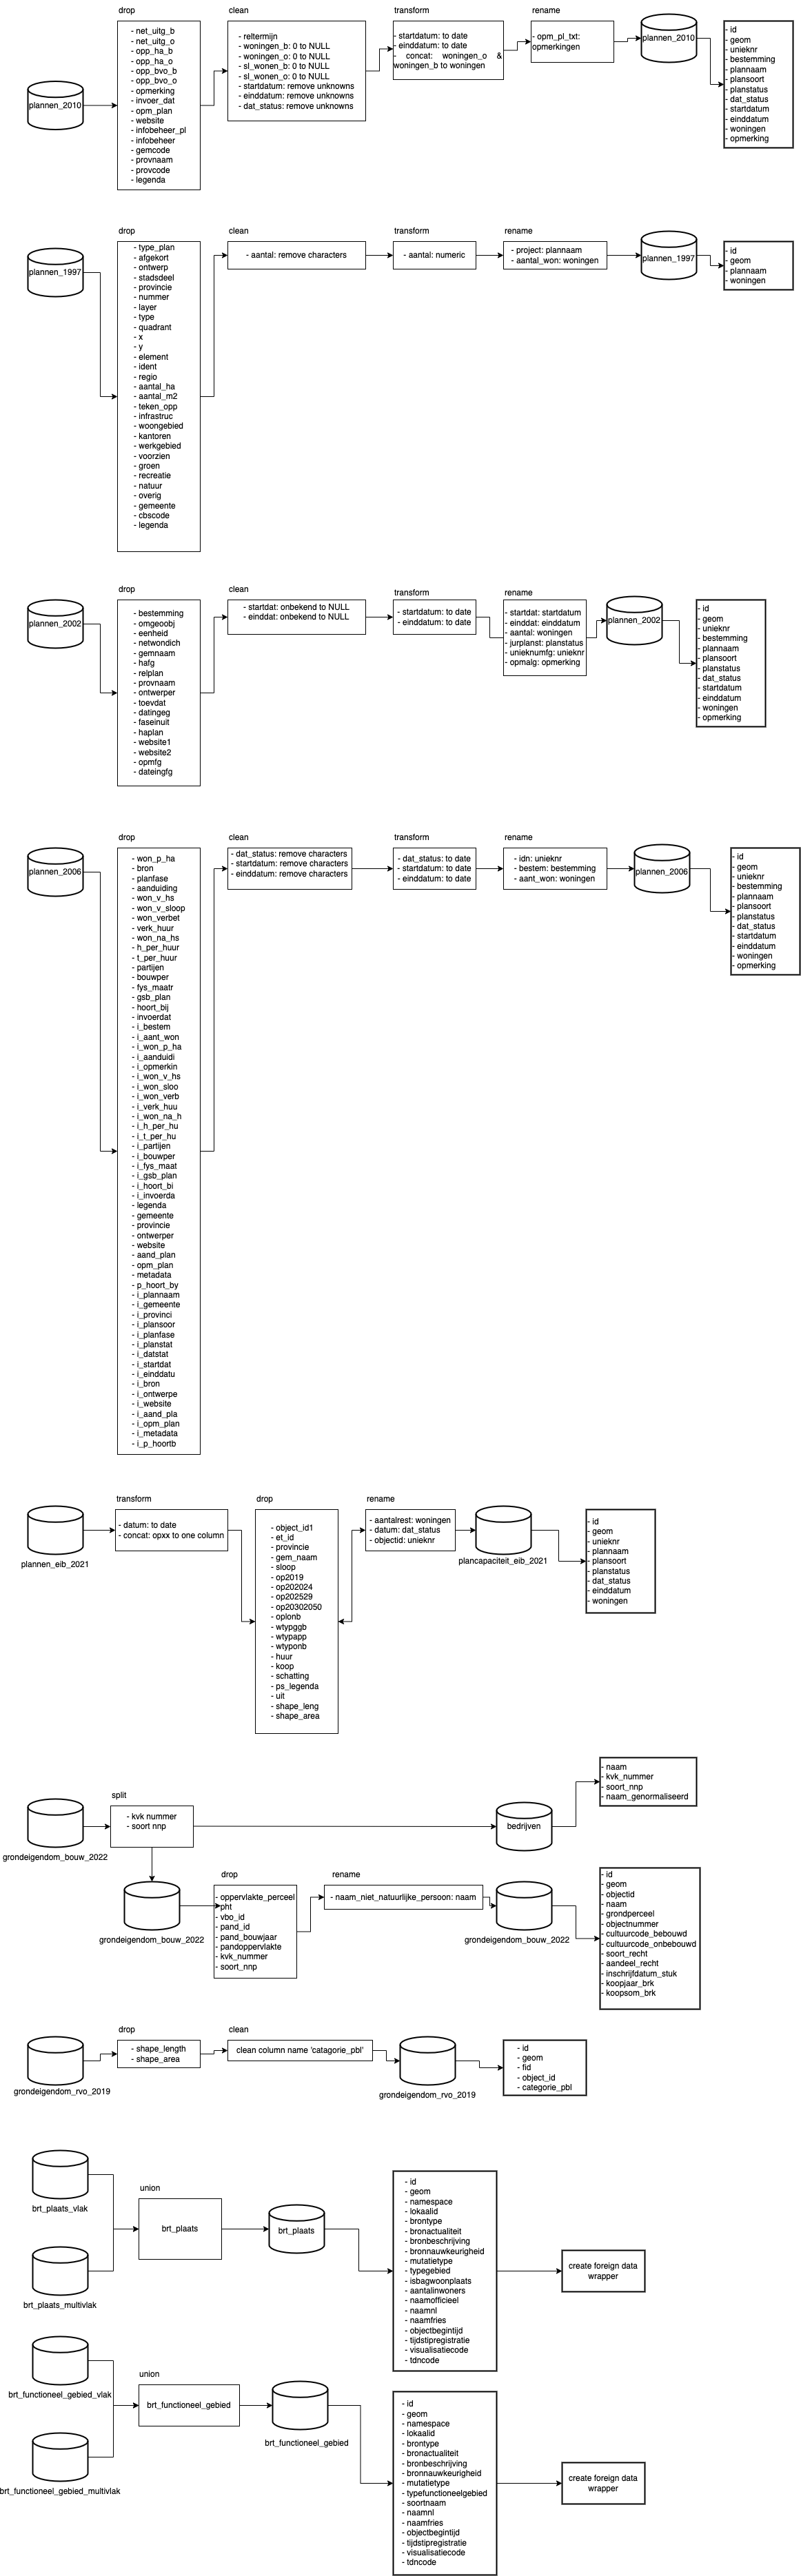 drop
- net_uitg_b
- net_uitg_o
- opp_ha_b
- opp_ha_o
- opp_bvo_b
- opp_bvo_o
- opmerking
- invoer_dat
- opm_plan
- website
- infobeheer_pl
- infobeheer
- gemcode
- provnaam
- provcode
- legenda
plannen_2010
clean
- reltermijn
- woningen_b: 0 to NULL
- woningen_o: 0 to NULL
- sl_wonen_b: 0 to NULL
- sl_wonen_o: 0 to NULL
- startdatum: remove unknowns
- einddatum: remove unknowns
- dat_status: remove unknowns
transform
- startdatum: to date
- einddatum: to date
- concat: woningen_o &
woningen_b to woningen
rename
- opm_pl_txt:
opmerkingen
plannen_2010
- id
- geom
- unieknr
- bestemming
- plannaam
- plansoort
- planstatus
- dat_status
- startdatum
- einddatum
- woningen
- opmerking
plannen_1997
drop
- type_plan
- afgekort
- ontwerp
- stadsdeel
- provincie
- nummer
- layer
- type
- quadrant
- x
- y
- element
- ident
- regio
- aantal_ha
- aantal_m2
- teken_opp
- infrastruc
- woongebied
- kantoren
- werkgebied
- voorzien
- groen
- recreatie
- natuur
- overig
- gemeente
- cbscode
- legenda
clean
- aantal: remove characters
transform
- aantal: numeric
rename
- project: plannaam
- aantal_won: woningen
plannen_1997
- id
- geom
- plannaam
- woningen
plannen_2002
drop
- bestemming
- omgeoobj
- eenheid
- netwondich
- gemnaam
- hafg
- relplan
- provnaam
- ontwerper
- toevdat
- datingeg
- faseinuit
- haplan
- website1
- website2
- opmfg
- dateingfg
clean
- startdat: onbekend to NULL
- einddat: onbekend to NULL
transform
- startdatum: to date
- einddatum: to date
rename
- startdat: startdatum
- einddat: einddatum
- aantal: woningen
- jurplanst: planstatus
- unieknumfg: unieknr
- opmalg: opmerking
plannen_2002
- id
- geom
- unieknr
- bestemming
- plannaam
- plansoort
- planstatus
- dat_status
- startdatum
- einddatum
- woningen
- opmerking
plannen_2006
drop
- won_p_ha
- bron
- planfase
- aanduiding
- won_v_hs
- won_v_sloop
- won_verbet
- verk_huur
- won_na_hs
- h_per_huur
- t_per_huur
- partijen
- bouwper
- fys_maatr
- gsb_plan
- hoort_bij
- invoerdat
- i_bestem
- i_aant_won
- i_won_p_ha
- i_aanduidi
- i_opmerkin
- i_won_v_hs
- i_won_sloo
- i_won_verb
- i_verk_huu
- i_won_na_h
- i_h_per_hu
- i_t_per_hu
- i_partijen
- i_bouwper
- i_fys_maat
- i_gsb_plan
- i_hoort_bi
- i_invoerda
- legenda
- gemeente
- provincie
- ontwerper
- website
- aand_plan
- opm_plan
- metadata
- p_hoort_by
- i_plannaam
- i_gemeente
- i_provinci
- i_plansoor
- i_planfase
- i_planstat
- i_datstat
- i_startdat
- i_einddatu
- i_bron
- i_ontwerpe
- i_website
- i_aand_pla
- i_opm_plan
- i_metadata
- i_p_hoortb
clean
- dat_status: remove characters
- startdatum: remove characters
- einddatum: remove characters
transform
- dat_status: to date
- startdatum: to date
- einddatum: to date
rename
- idn: unieknr
- bestem: bestemming
- aant_won: woningen
plannen_2006
- id
- geom
- unieknr
- bestemming
- plannaam
- plansoort
- planstatus
- dat_status
- startdatum
- einddatum
- woningen
- opmerking
plannen_eib_2021
transform
- datum: to date
- concat: opxx to one column
drop
- object_id1
- et_id
- provincie
- gem_naam
- sloop
- op2019
- op202024
- op202529
- op20302050
- oplonb
- wtypggb
- wtypapp
- wtyponb
- huur
- koop
- schatting
- ps_legenda
- uit
- shape_leng
- shape_area
rename
- aantalrest: woningen
- datum: dat_status
- objectid: unieknr
plancapaciteit_eib_2021
- id
- geom
- unieknr
- plannaam
- plansoort
- planstatus
- dat_status
- einddatum
- woningen
grondeigendom_bouw_2022
split
- kvk nummer
- soort nnp
bedrijven
- naam
- kvk_nummer
- soort_nnp
- naam_genormaliseerd
grondeigendom_bouw_2022
drop
- oppervlakte_perceel
pht
- vbo_id
- pand_id
- pand_bouwjaar
- pandoppervlakte
- kvk_nummer
- soort_nnp
rename
- naam_niet_natuurlijke_persoon: naam
grondeigendom_bouw_2022
- id
- geom
- objectid
- naam
- grondperceel
- objectnummer
- cultuurcode_bebouwd
- cultuurcode_onbebouwd
- soort_recht
- aandeel_recht
- inschrijfdatum_stuk
- koopjaar_brk
- koopsom_brk
grondeigendom_rvo_2019
drop
- shape_length
- shape_area
clean
clean column name 'catagorie_pbl'
grondeigendom_rvo_2019
- id
- geom
- fid
- object_id
- categorie_pbl
brt_plaats_vlak
brt_plaats_multivlak
union
brt_plaats
brt_plaats
- id
- geom
- namespace
- lokaalid
- brontype
- bronactualiteit
- bronbeschrijving
- bronnauwkeurigheid
- mutatietype
- typegebied
- isbagwoonplaats
- aantalinwoners
- naamofficieel
- naamnl
- naamfries
- objectbegintijd
- tijdstipregistratie
- visualisatiecode
- tdncode
create foreign data
wrapper
brt_functioneel_gebied_vlak
brt_functioneel_gebied_multivlak
union
brt_functioneel_gebied
brt_functioneel_gebied
- id
- geom
- namespace
- lokaalid
- brontype
- bronactualiteit
- bronbeschrijving
- bronnauwkeurigheid
- mutatietype
- typefunctioneelgebied
- soortnaam
- naamnl
- naamfries
- objectbegintijd
- tijdstipregistratie
- visualisatiecode
- tdncode
create foreign data
wrapper